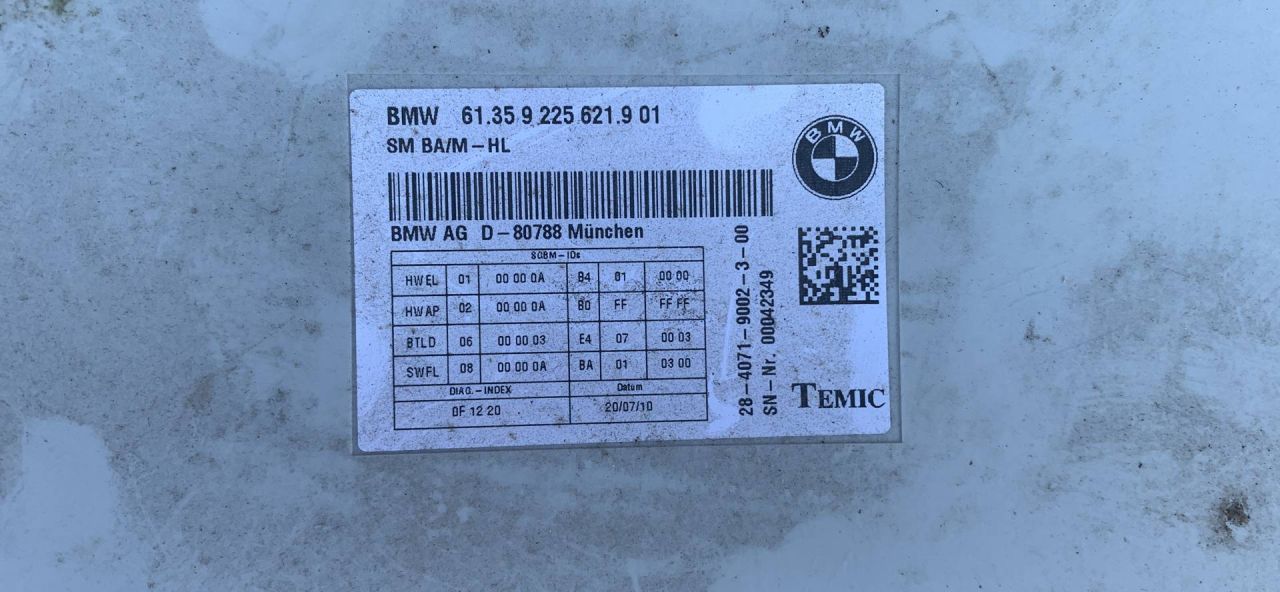 BMW 61.35 9 225 621.9 01
SM BA/M-HL
BMW
BMW AG D-80788 München
SGBM-IDs
HWEL 01 00 00 0A B4 01 00 00
HWAP 02 00 00 0A B0 FF FF FF
BTLD 06 00 00 03 E4 07 00 03
SWFL 08 00 00 0A BA 01 03 00
DIAG.-INDEX Datum
0F 12 20 20/07/10
28-4071-9002-3-00
SN-Nr. 00042349
TEMIC